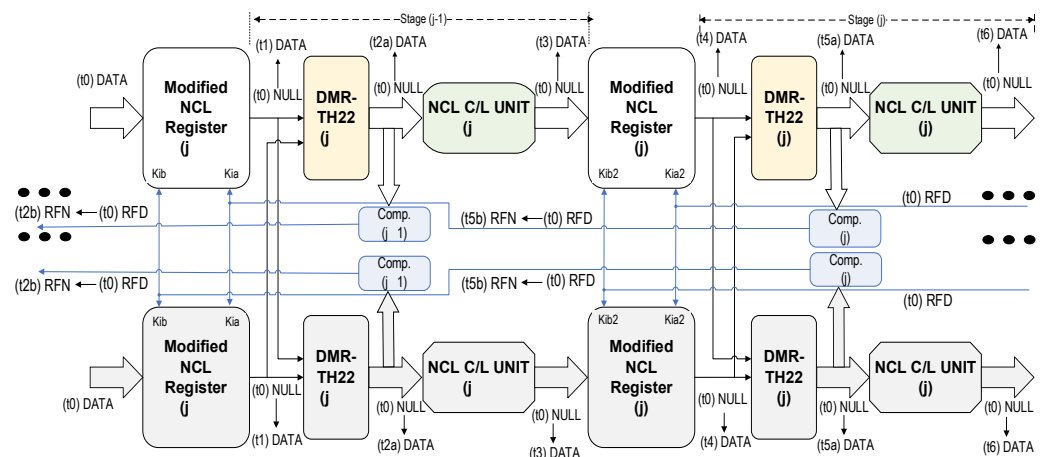 Stage (j-1)
Stage (j)
(t1) DATA
(t2a) DATA
(t3) DATA
(t4) DATA
(t5a) DATA
(t6) DATA
(t0) DATA
Modified
NCL
Register
(j
(t0) NULL
DMR-
TH22
(j
(t0) NULL
NCL C/L UNIT
(j
(t0) NULL
Modified
NCL
Register
(j)
(t0) NULL
DMR-
TH22
(j)
(t0) NULL
NCL C/L UNIT
(j)
(t0) NULL
Kib
Kia
Kib2
Kia2
(t2b) RFN
(t0) RFD
Comp.
(j 1)
(t5b) RFN
(t0) RFD
Comp.
(j)
(t0) RFD
(t2b) RFN
(t0) RFD
Comp.
(j 1)
(t5b) RFN
(t0) RFD
Comp.
(j)
(t0) RFD
Kib
Kia
Kib2
Kia2
(t0) DATA
Modified
NCL
Register
(j
(t0) NULL
DMR-
TH22
(j
(t0) NULL
NCL C/L UNIT
(j
(t0) NULL
Modified
NCL
Register
(j)
(t0) NULL
DMR-
TH22
(j)
(t0) NULL
NCL C/L UNIT
(j)
(t0) NULL
(t1) DATA
(t2a) DATA
(t3) DATA
(t4) DATA
(t5a) DATA
(t6) DATA